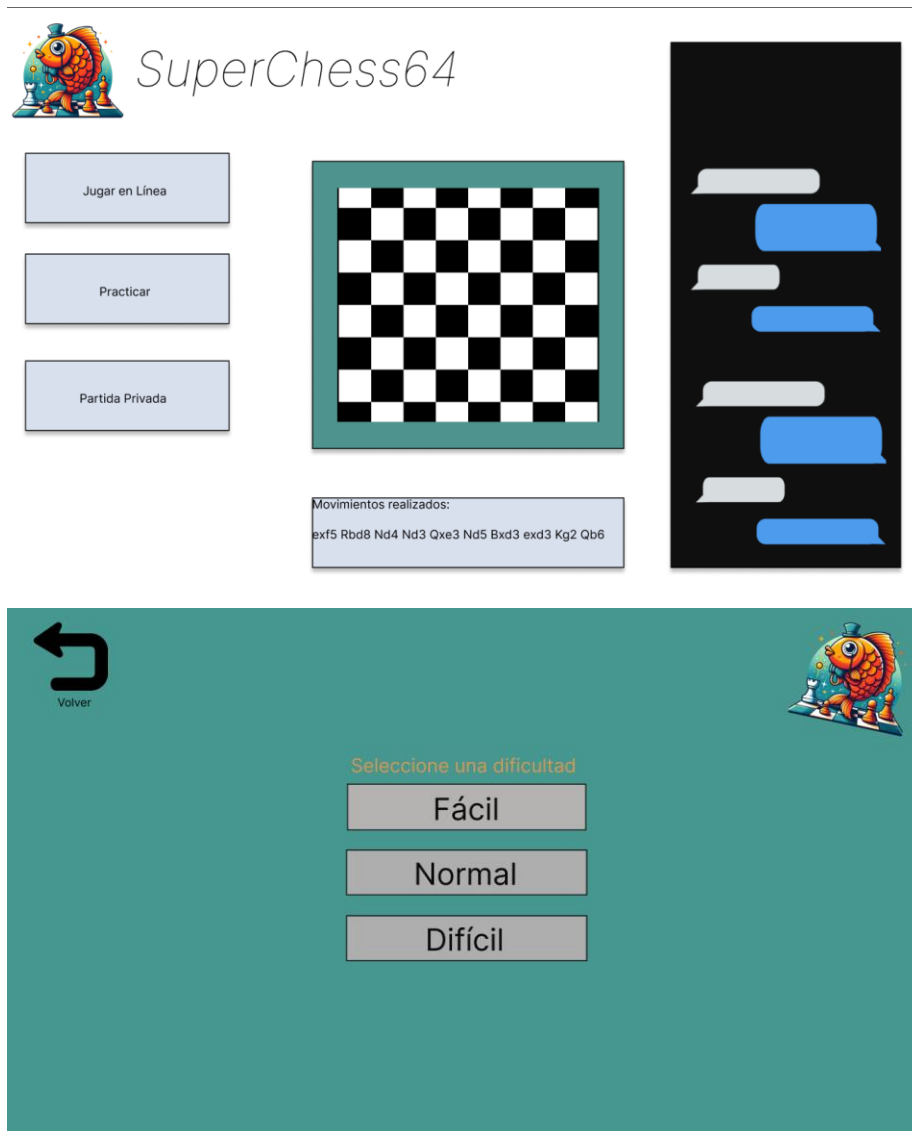 SuperChess64
Jugar en Línea
Practicar
Partida Privada
Movimientos realizados:
exf5 Rbd8 Nd4 Nd3 Qxe3 Nd5 Bxd3 exd3 Kg2 Qb6
Volver
Seleccione una dificultad
Fácil
Normal
Difícil